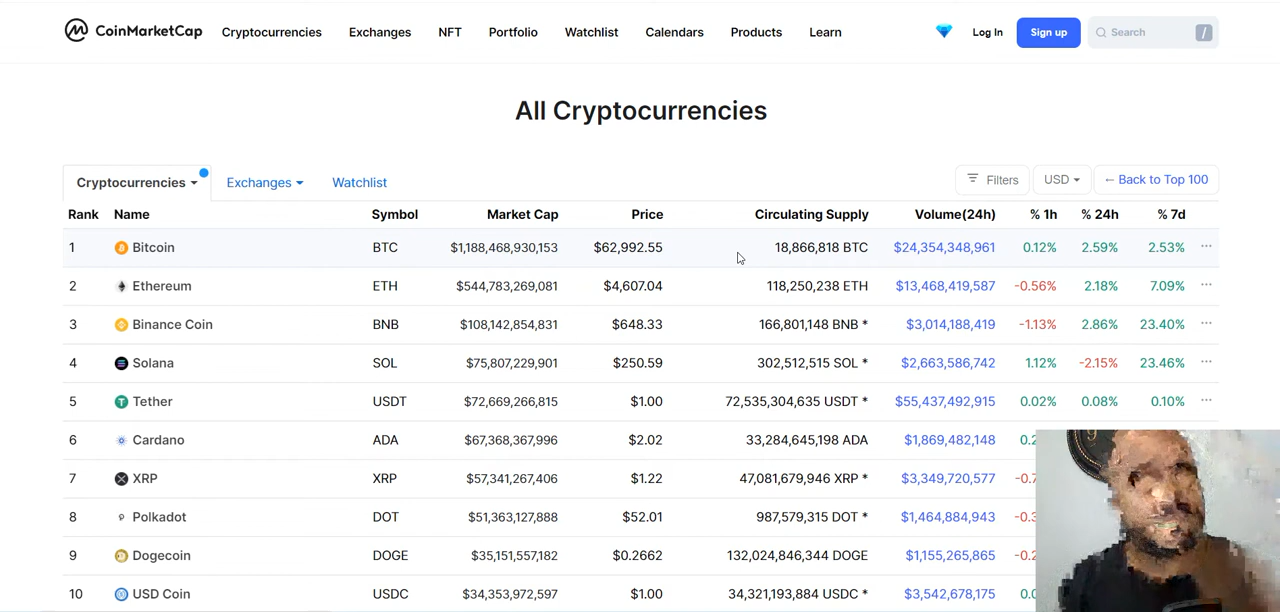 CoinMarketCap Cryptocurrencies Exchanges NFT Portfolio Watchlist Calendars Products Learn Log In Sign up Search /
All Cryptocurrencies
Cryptocurrencies Exchanges Watchlist Filters USD ← Back to Top 100
Rank Name Symbol Market Cap Price Circulating Supply Volume(24h) % 1h % 24h % 7d
1 Bitcoin BTC $1,188,468,930,153 $62,992.55 18,866,818 BTC $24,354,348,961 0.12% 2.59% 2.53% ...
2 Ethereum ETH $544,783,269,081 $4,607.04 118,250,238 ETH $13,468,419,587 -0.56% 2.18% 7.09% ...
3 Binance Coin BNB $108,142,854,831 $648.33 166,801,148 BNB * $3,014,188,419 -1.13% 2.86% 23.40% ...
4 Solana SOL $75,807,229,901 $250.59 302,512,515 SOL * $2,663,586,742 1.12% -2.15% 23.46% ...
5 Tether USDT $72,669,266,815 $1.00 72,535,304,635 USDT * $55,437,492,915 0.02% 0.08% 0.10% ...
6 Cardano ADA $67,368,367,996 $2.02 33,284,645,198 ADA $1,869,482,148 0.2
7 XRP XRP $57,341,267,406 $1.22 47,081,679,946 XRP * $3,349,720,577 -0.7
8 Polkadot DOT $51,363,127,888 $52.01 987,579,315 DOT * $1,464,884,943 -0.3
9 Dogecoin DOGE $35,151,557,182 $0.2662 132,024,846,344 DOGE $1,155,265,865 -0.2
10 USD Coin USDC $34,353,972,597 $1.00 34,321,193,884 USDC * $3,542,678,175 0.0